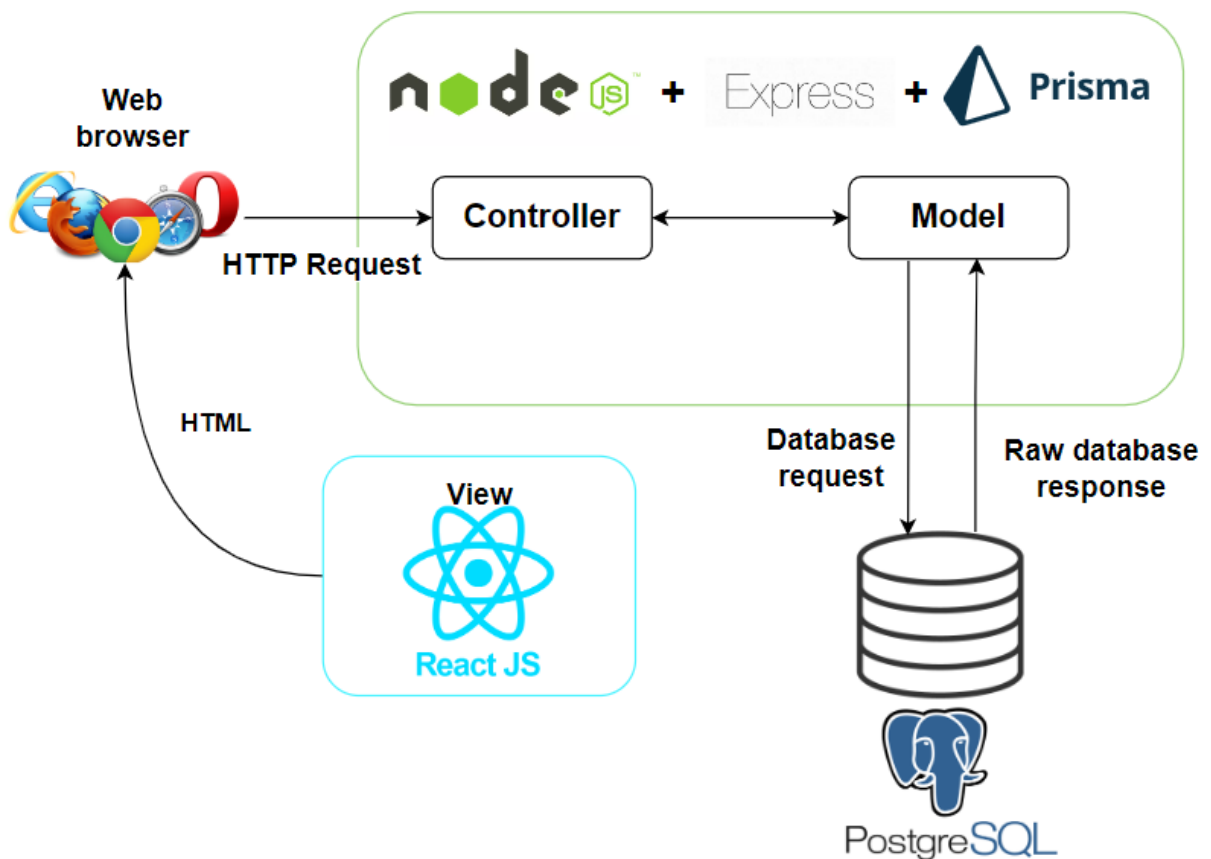 node JS ™ + Express + Prisma
Web
browser
Controller
Model
HTTP Request
HTML
Database
request
Raw database
response
View
React JS
PostgreSQL